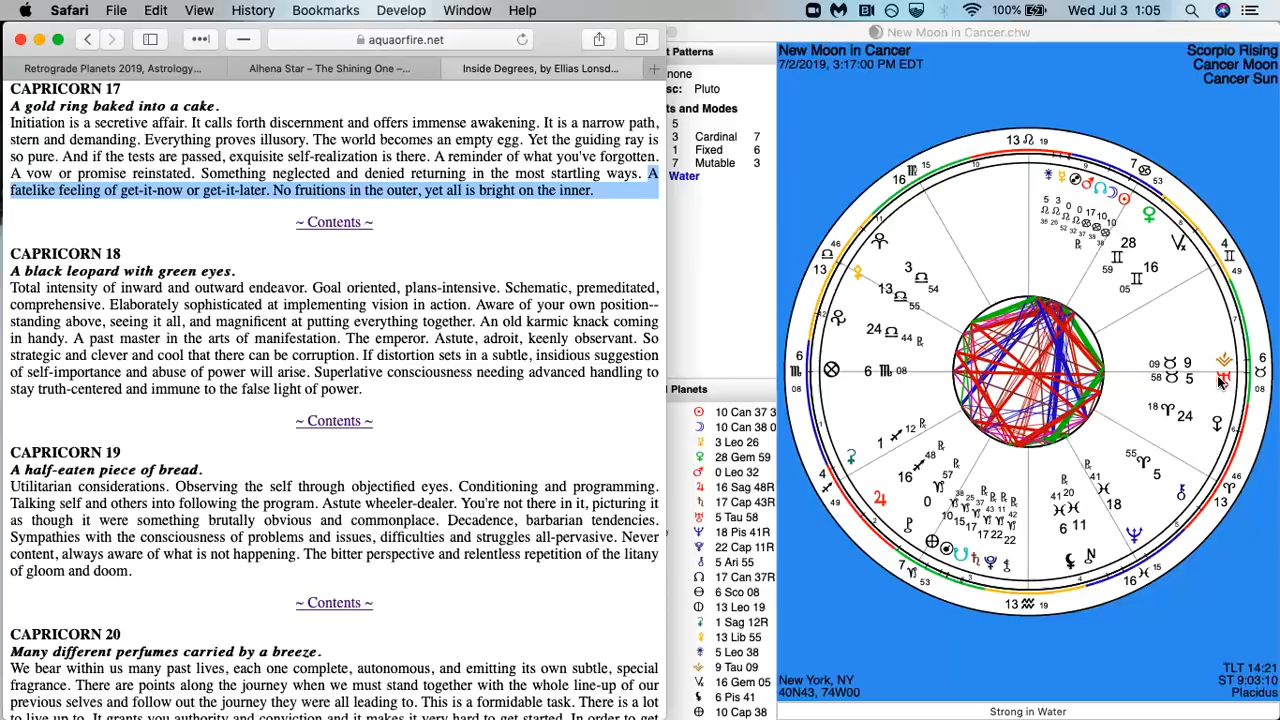 Safari File Edit View History Bookmarks Develop Window Help
100% Wed Jul 3 1:05
aquaorfire.net
Retrograde Planets 2019, Astrology...
Alhena Star – The Shining One –...
Inside Degrees, by Ellias Lonsd...
CAPRICORN 17
A gold ring baked into a cake.
Initiation is a secretive affair. It calls forth discernment and offers immense awakening. It is a narrow path,
stern and demanding. Everything proves illusory. The world becomes an empty egg. Yet the guiding ray is
so pure. And if the tests are passed, exquisite self-realization is there. A reminder of what you've forgotten.
A vow or promise reinstated. Something neglected and denied returning in the most startling ways. A
fatelike feeling of get-it-now or get-it-later. No fruitions in the outer, yet all is bright on the inner.
~ Contents ~
CAPRICORN 18
A black leopard with green eyes.
Total intensity of inward and outward endeavor. Goal oriented, plans-intensive. Schematic, premeditated,
comprehensive. Elaborately sophisticated at implementing vision in action. Aware of your own position--
standing above, seeing it all, and magnificent at putting everything together. An old karmic knack coming
in handy. A past master in the arts of manifestation. The emperor. Astute, adroit, keenly observant. So
strategic and clever and cool that there can be corruption. If distortion sets in a subtle, insidious suggestion
of self-importance and abuse of power will arise. Superlative consciousness needing advanced handling to
stay truth-centered and immune to the false light of power.
~ Contents ~
CAPRICORN 19
A half-eaten piece of bread.
Utilitarian considerations. Observing the self through objectified eyes. Conditioning and programming.
Talking self and others into following the program. Astute wheeler-dealer. You're not there in it, picturing it
as though it were something brutally obvious and commonplace. Decadence, barbarian tendencies.
Sympathies with the consciousness of problems and issues, difficulties and struggles all-pervasive. Never
content, always aware of what is not happening. The bitter perspective and relentless repetition of the litany
of gloom and doom.
~ Contents ~
CAPRICORN 20
Many different perfumes carried by a breeze.
We bear within us many past lives, each one complete, autonomous, and emitting its own subtle, special
fragrance. There are points along the journey when we must stand together with the whole line-up of our
previous selves and follow out the journey they were all leading to. This is a formidable task. There is a lot
t Patterns
none
sc: Pluto
ts and Modes
5
3 Cardinal 7
1 Fixed 6
7 Mutable 3
Water
Planets
10 Can 37 3
10 Can 38 0
3 Leo 26
28 Gem 59
0 Leo 32
16 Sag 48R
17 Cap 43R
5 Tau 58
18 Pis 41R
22 Cap 11R
5 Ari 55
17 Can 37R
6 Sco 08
13 Leo 19
1 Sag 12R
13 Lib 55
5 Leo 38
9 Tau 09
16 Gem 05
6 Pis 41
10 Cap 38
New Moon in Cancer.chw
New Moon in Cancer
7/2/2019, 3:17:00 PM EDT
Scorpio Rising
Cancer Moon
Cancer Sun
New York, NY
40N43, 74W00
TLT 14:21
ST 9:03:10
Placidus
Strong in Water